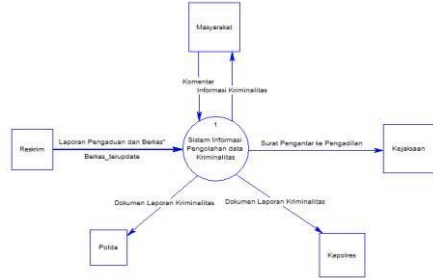 Masyarakat
Komentar
Informasi Kriminalitas
1
Sistem Informasi
Pengolahan data
Kriminalitas
Reskrim
Laporan Pengaduan dan Berkas*
Berkas_terupdate
Surat Pengantar ke Pengadilan
Kejaksaan
Dokumen Laporan Kriminalitas
Dokumen Laporan Kriminalitas
Polda
Kapolres